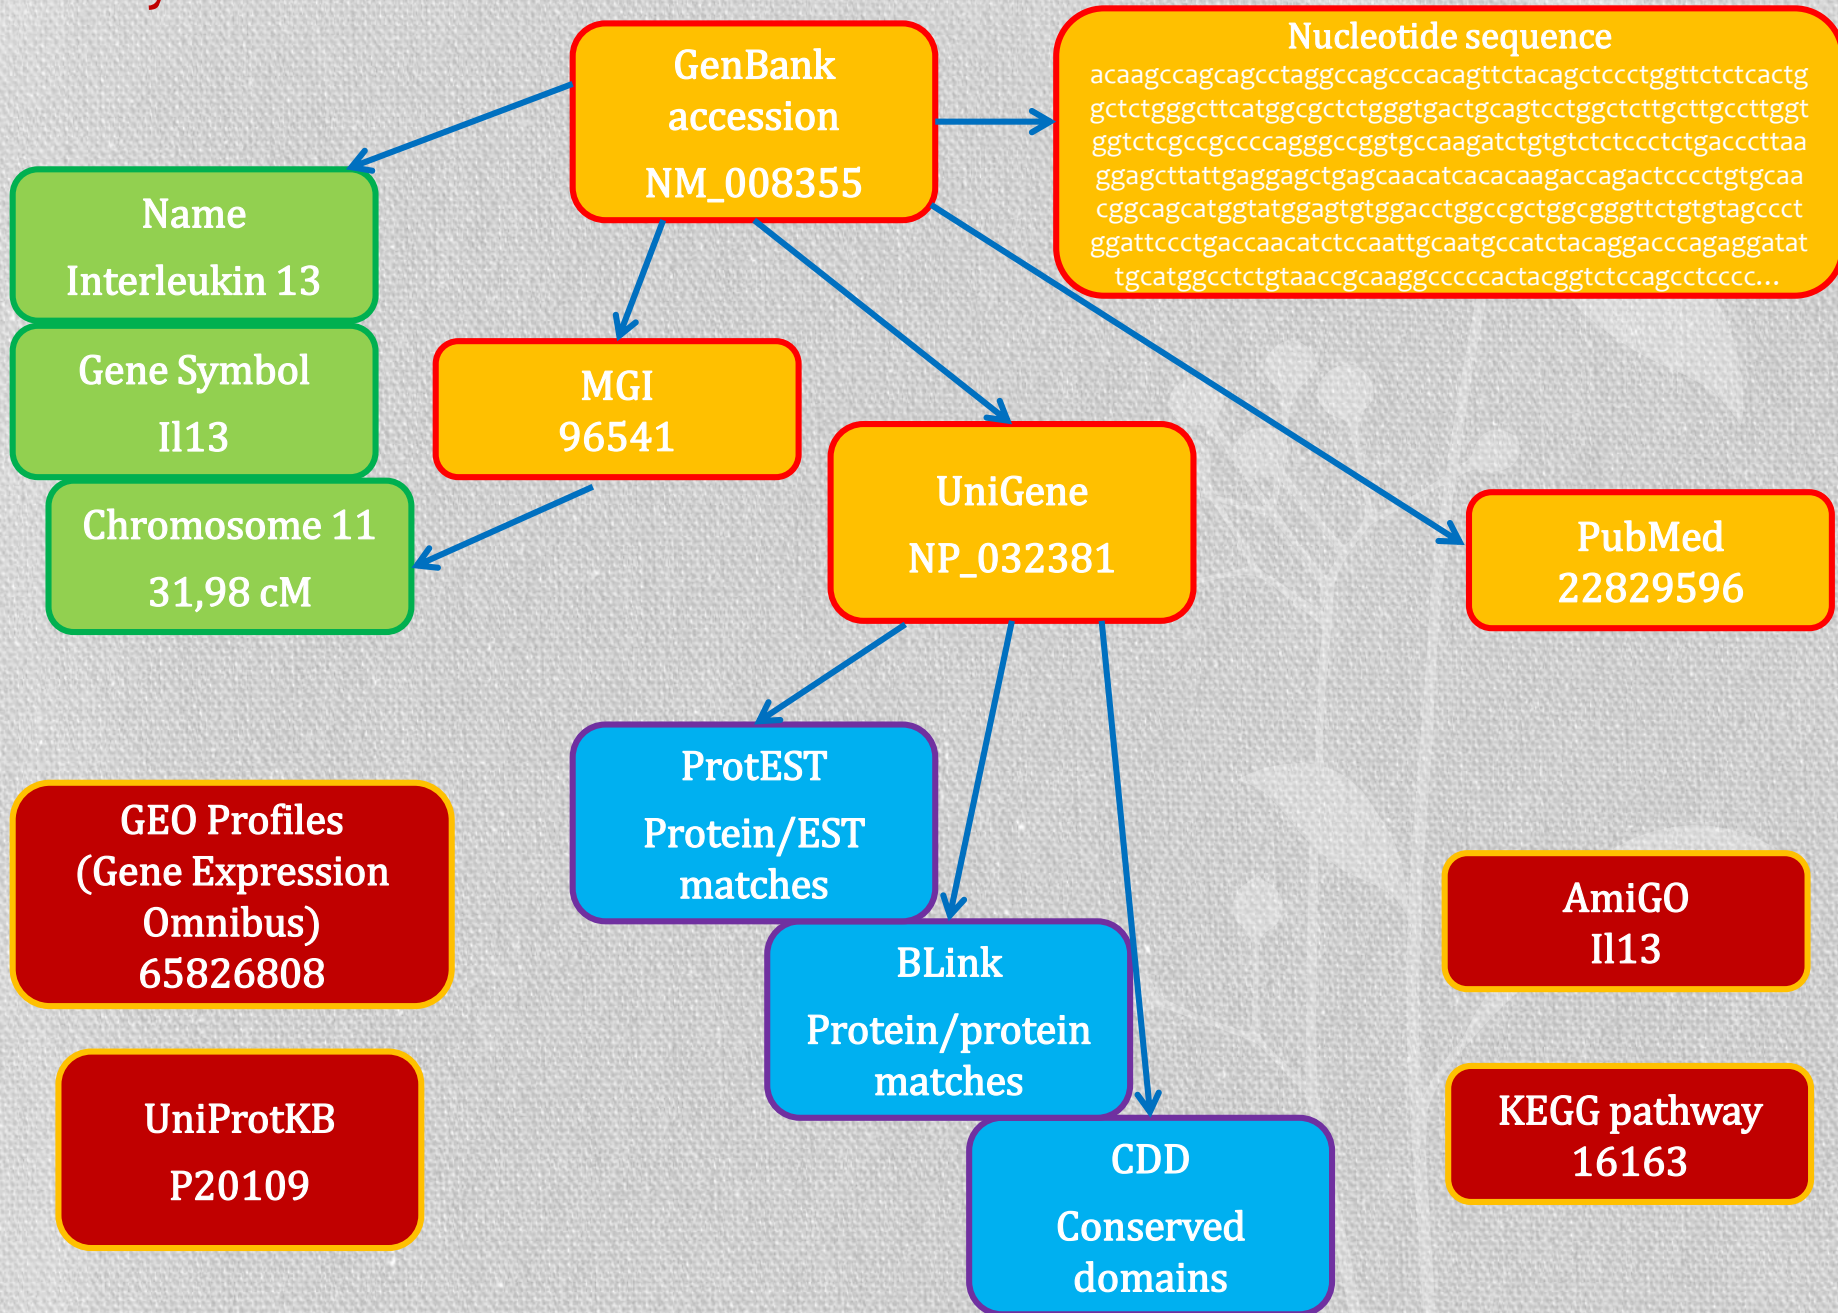 GenBank
accession
NM_008355
Nucleotide sequence
acaagccagcagcctaggccagcccacagttctacagctccctggttctctcactg
gctctgggcttcatggcgctctgggtgactgcagtcctggctcttgcttgccttggt
ggtctcgccgccccagggccggtgccaagatctgtgtctctccctctgacccttaa
ggagcttattgaggagctgagcaacatcacacaagaccagactcccctgtgcaa
cggcagcatggtatggagtgtggacctggccgctggcgggttctgtgtagccct
ggattccctgaccaacatctccaattgcaatgccatctacaggacccagaggatat
tgcatggcctctgtaaccgcaaggcccccactacggtctccagcctcccc...
Name
Interleukin 13
Gene Symbol
Il13
Chromosome 11
31,98 cM
MGI
96541
UniGene
NP_032381
PubMed
22829596
ProtEST
Protein/EST
matches
BLink
Protein/protein
matches
CDD
Conserved
domains
GEO Profiles
(Gene Expression
Omnibus)
65826808
UniProtKB
P20109
AmiGO
Il13
KEGG pathway
16163